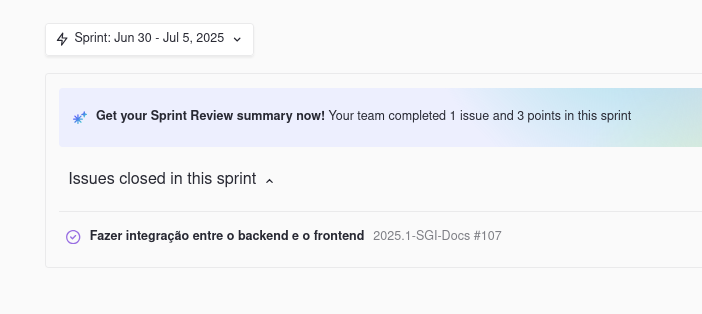 Sprint: Jun 30 - Jul 5, 2025
Get your Sprint Review summary now! Your team completed 1 issue and 3 points in this sprint
Issues closed in this sprint
Fazer integração entre o backend e o frontend 2025.1-SGI-Docs #107